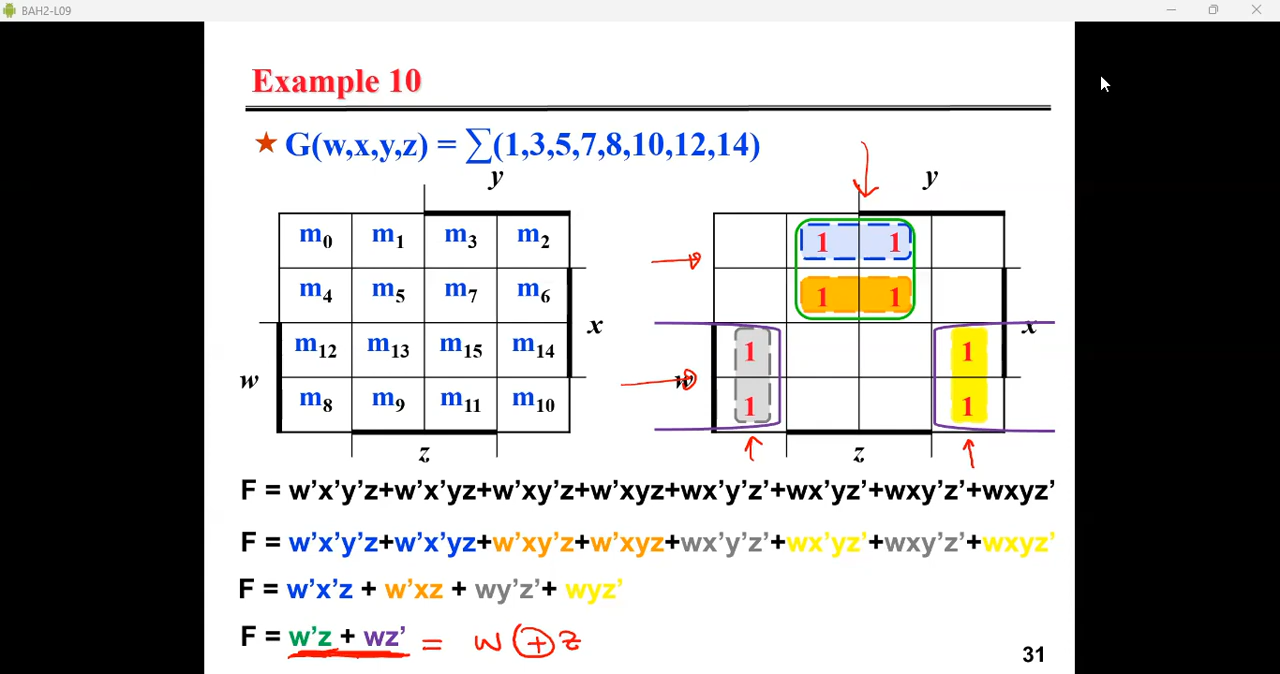 BAH2-L09
Example 10
★ G(w,x,y,z) = ∑(1,3,5,7,8,10,12,14)
y
y
m0 m1 m3 m2
1 1
m4 m5 m7 m6
1 1
x
x
m12 m13 m15 m14
1 1
w
w
m8 m9 m11 m10
1 1
z
z
F = w’x’y’z+w’x’yz+w’xy’z+w’xyz+wx’y’z’+wx’yz’+wxy’z’+wxyz’
F = w’x’y’z+w’x’yz+w’xy’z+w’xyz+wx’y’z’+wx’yz’+wxy’z’+wxyz’
F = w’x’z + w’xz + wy’z’+ wyz’
F = w’z + wz’ = w ⊕ z
31